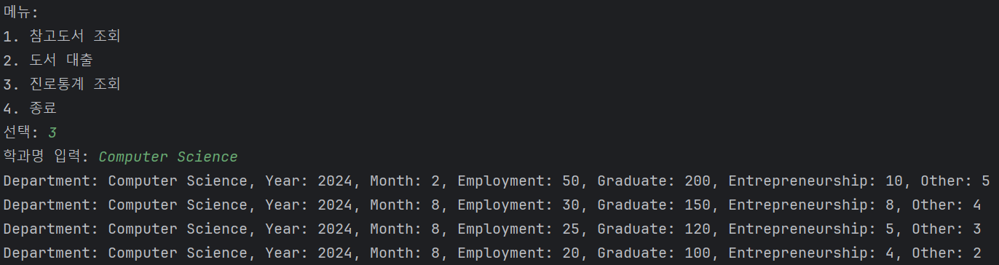 메뉴:
1. 참고도서 조회
2. 도서 대출
3. 진로통계 조회
4. 종료
선택: 3
학과명 입력: Computer Science
Department: Computer Science, Year: 2024, Month: 2, Employment: 50, Graduate: 200, Entrepreneurship: 10, Other: 5
Department: Computer Science, Year: 2024, Month: 8, Employment: 30, Graduate: 150, Entrepreneurship: 8, Other: 4
Department: Computer Science, Year: 2024, Month: 8, Employment: 25, Graduate: 120, Entrepreneurship: 5, Other: 3
Department: Computer Science, Year: 2024, Month: 8, Employment: 20, Graduate: 100, Entrepreneurship: 4, Other: 2